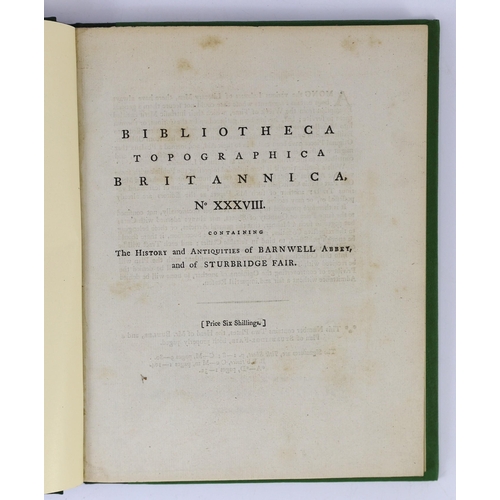 BIBLIOTHECA
TOPOGRAPHICA
BRITANNICA,
No XXXVIII.
CONTAINING
The HISTORY and ANTIQUITIES of BARNWELL ABBEY,
and of STURBRIDGE FAIR.
[Price Six Shillings.]